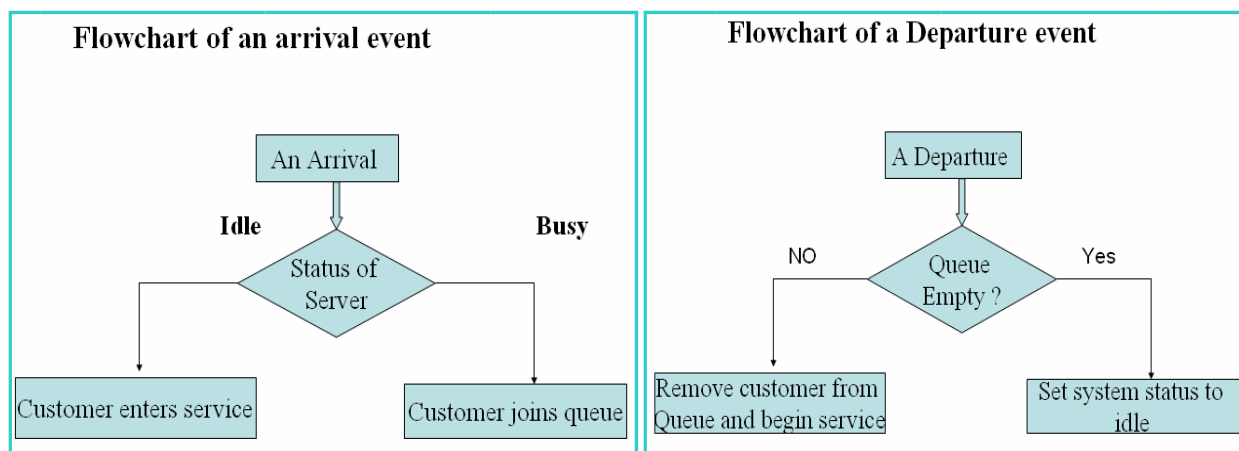 Flowchart of an arrival event
An Arrival
Idle
Busy
Status of
Server
Customer enters service
Customer joins queue
Flowchart of a Departure event
A Departure
NO
Yes
Queue
Empty ?
Remove customer from
Queue and begin service
Set system status to
idle